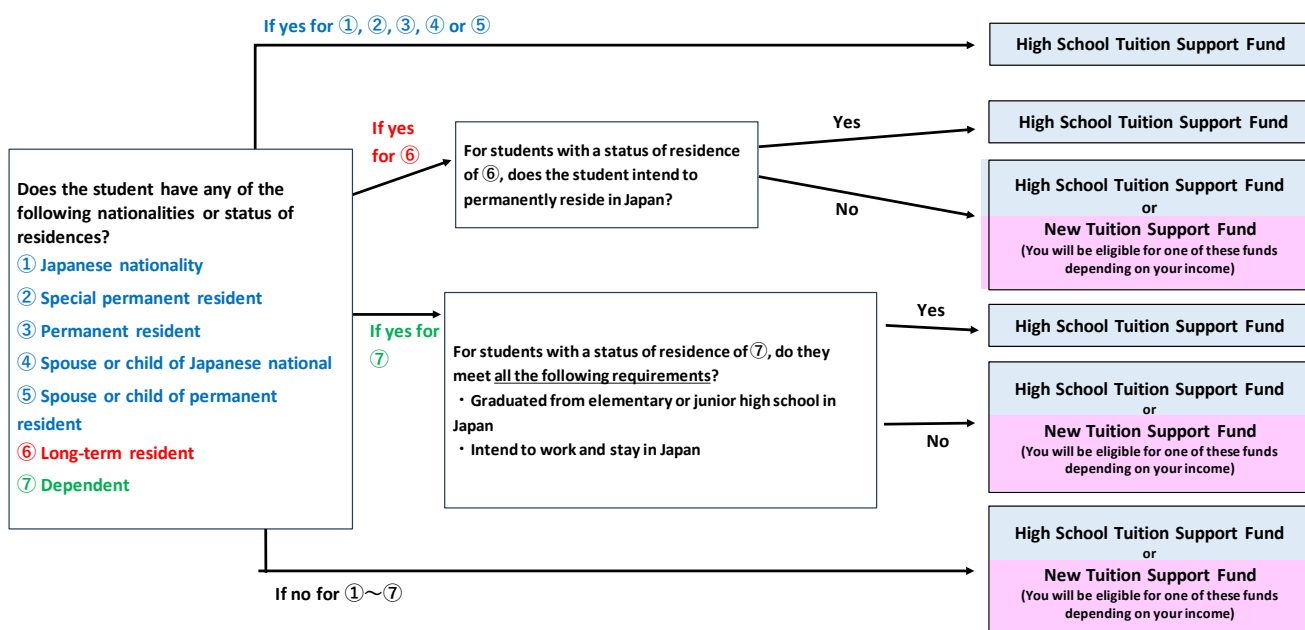 If yes for ①, ②, ③, ④ or ⑤
High School Tuition Support Fund
Does the student have any of the
following nationalities or status of
residences?
① Japanese nationality
② Special permanent resident
③ Permanent resident
④ Spouse or child of Japanese national
⑤ Spouse or child of permanent
resident
⑥ Long-term resident
⑦ Dependent
If yes
for ⑥
For students with a status of residence
of ⑥, does the student intend to
permanently reside in Japan?
Yes
High School Tuition Support Fund
No
High School Tuition Support Fund
or
New Tuition Support Fund
(You will be eligible for one of these funds
depending on your income)
If yes for
⑦
For students with a status of residence of ⑦, do they
meet all the following requirements?
・Graduated from elementary or junior high school in
Japan
・Intend to work and stay in Japan
Yes
High School Tuition Support Fund
No
High School Tuition Support Fund
or
New Tuition Support Fund
(You will be eligible for one of these funds
depending on your income)
If no for ①～⑦
High School Tuition Support Fund
or
New Tuition Support Fund
(You will be eligible for one of these funds
depending on your income)